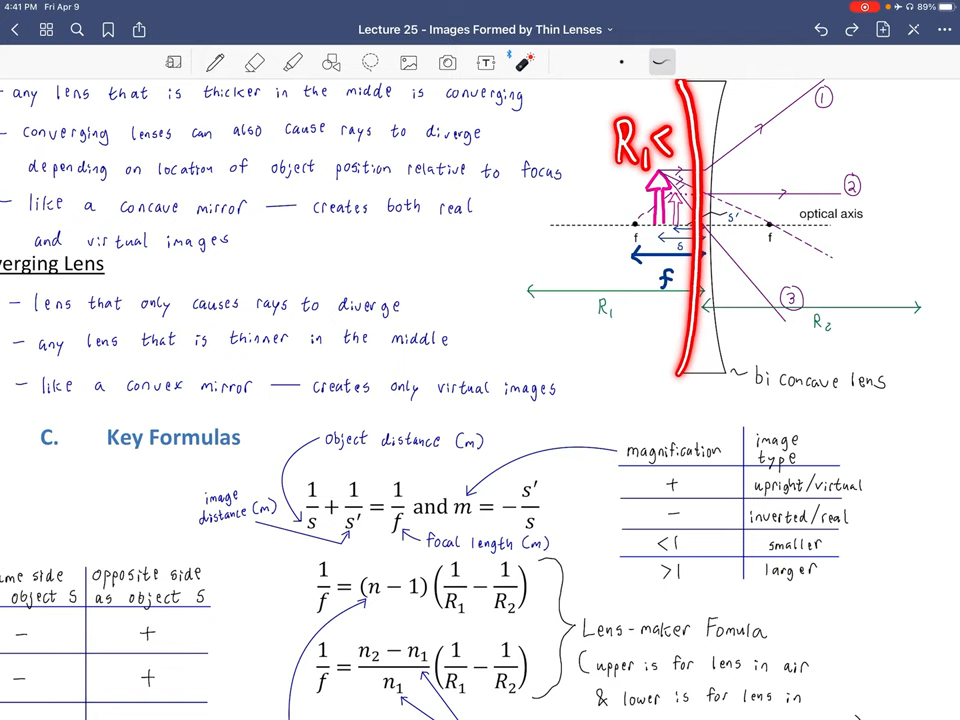 4:41 PM Fri Apr 9
89%
Lecture 25 - Images Formed by Thin Lenses
T
- any lens that is thicker in the midde is converging
- converging lenses can also cause rays to diverge
depending on location of object position relative to focus
- like a concave mirror — creates both real
and virtual images
verging Lens
- lens that only causes rays to diverge
- any lens that is thinner in the middle
- like a convex mirror — creates only virtual images
R₁ <
1
2
s'
optical axis
f
f
s
f
R₁
3
R₂
~ bi concave lens
C. Key Formulas
object distance (m)
image
distance (m)
1/s + 1/s' = 1/f and m = - s'/s
focal length (m)
magnification
image
type
+
upright/virtual
-
inverted/real
<1
smaller
>1
larger
1/f = (n − 1)(1/R₁ − 1/R₂)
1/f = (n₂ − n₁)/n₁ (1/R₁ − 1/R₂)
Lens-maker Fomula
(upper is for lens in air
& lower is for lens in
me side
object S
opposite side
as object S
-
+
-
+